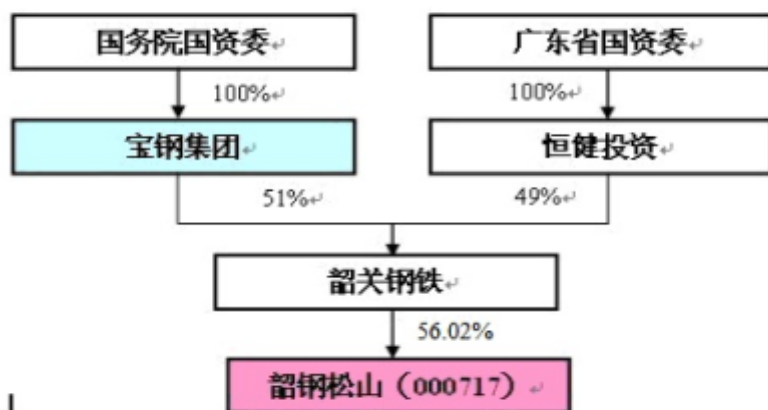 国务院国资委
广东省国资委
100%
100%
宝钢集团
恒健投资
51%
49%
韶关钢铁
56.02%
韶钢松山（000717）